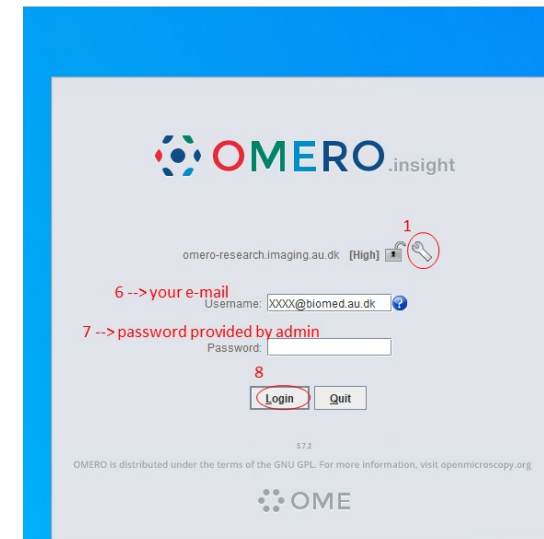 OMERO.insight
1
omero-research.imaging.au.dk [High]
6 -->your e-mail
Username: XXXX@biomed.au.dk ?
7 -->password provided by admin
Password:
8
Login Quit
5.7.2
OMERO is distributed under the terms of the GNU GPL. For more information, visit openmicroscopy.org
OME